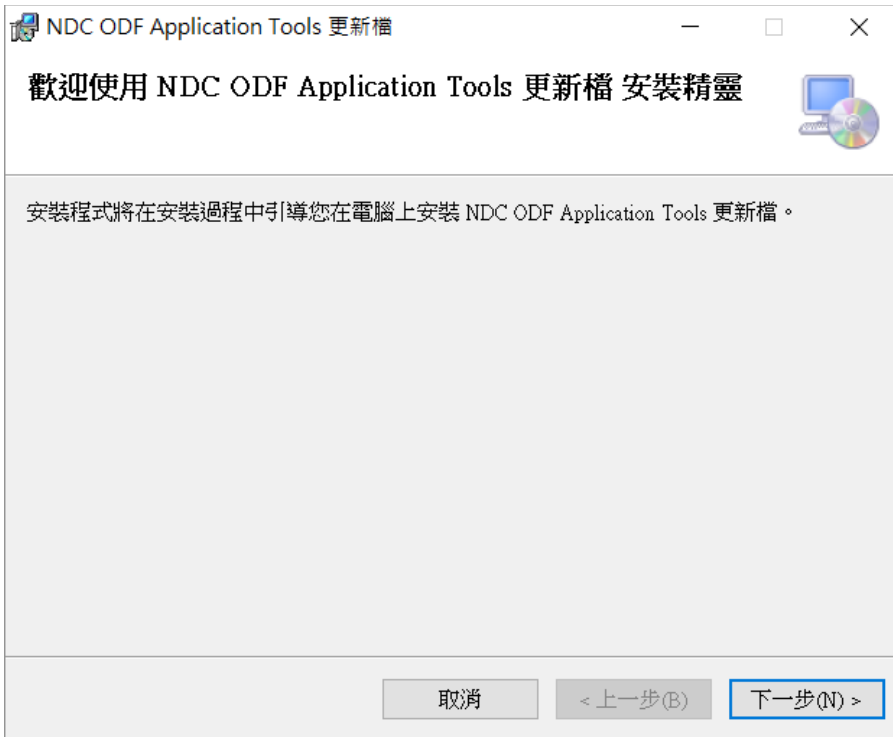 NDC ODF Application Tools 更新檔
歡迎使用 NDC ODF Application Tools 更新檔 安裝精靈
安裝程式將在安裝過程中引導您在電腦上安裝 NDC ODF Application Tools 更新檔。
取消
< 上一步(B)
下一步(N) >